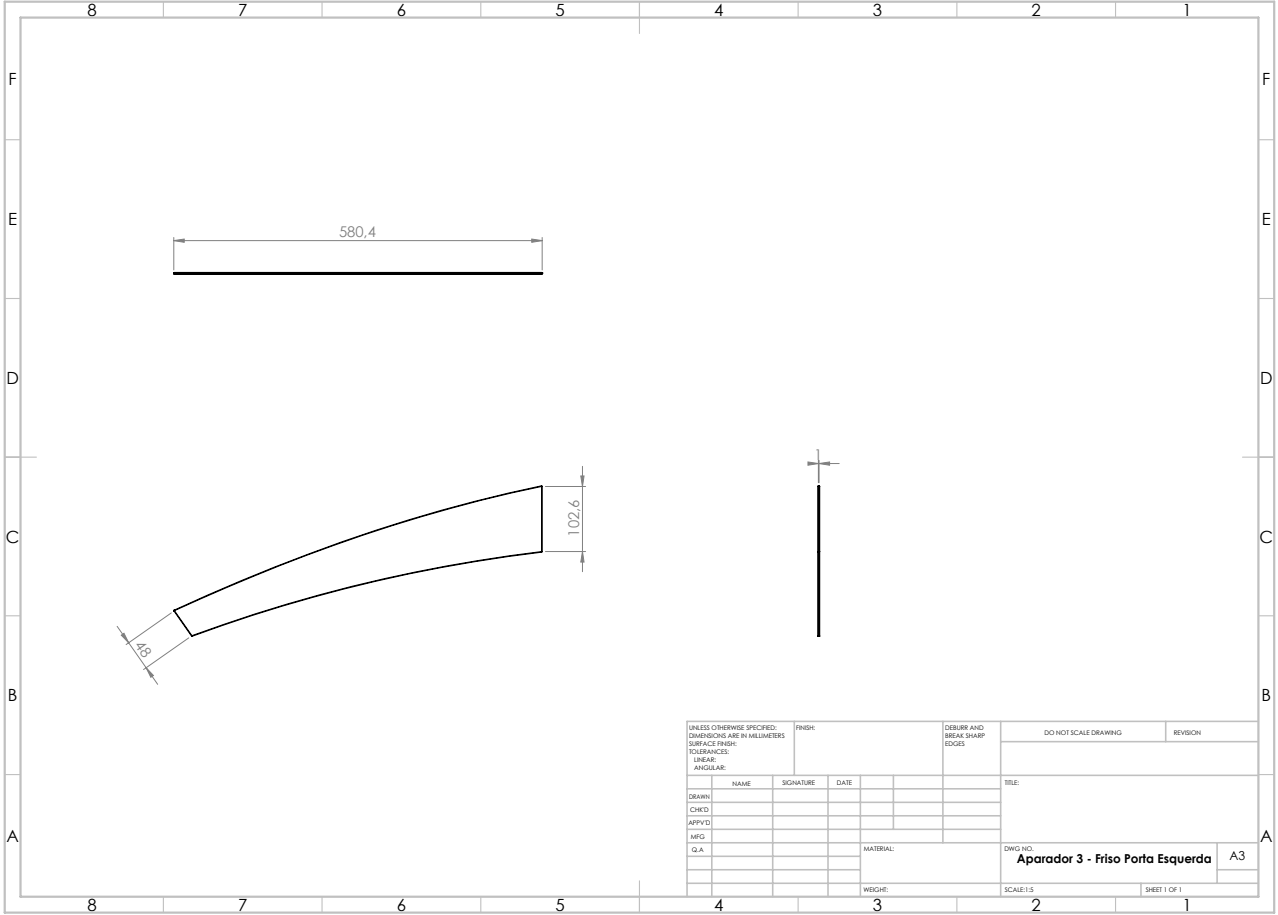 8 7 6 5 4 3 2 1
F F
E E
580,4
D D
102,6
C C
48
B B
UNLESS OTHERWISE SPECIFIED:
DIMENSIONS ARE IN MILLIMETERS
SURFACE FINISH:
TOLERANCES:
LINEAR:
ANGULAR:
FINISH:
DEBURR AND
BREAK SHARP
EDGES
DO NOT SCALE DRAWING
REVISION
NAME SIGNATURE DATE
TITLE:
DRAWN
CHK'D
APPV'D
MFG
Q.A
MATERIAL:
DWG NO.
Aparador 3 - Friso Porta Esquerda
A3
WEIGHT:
SCALE:1:5
SHEET 1 OF 1
A A
8 7 6 5 4 3 2 1